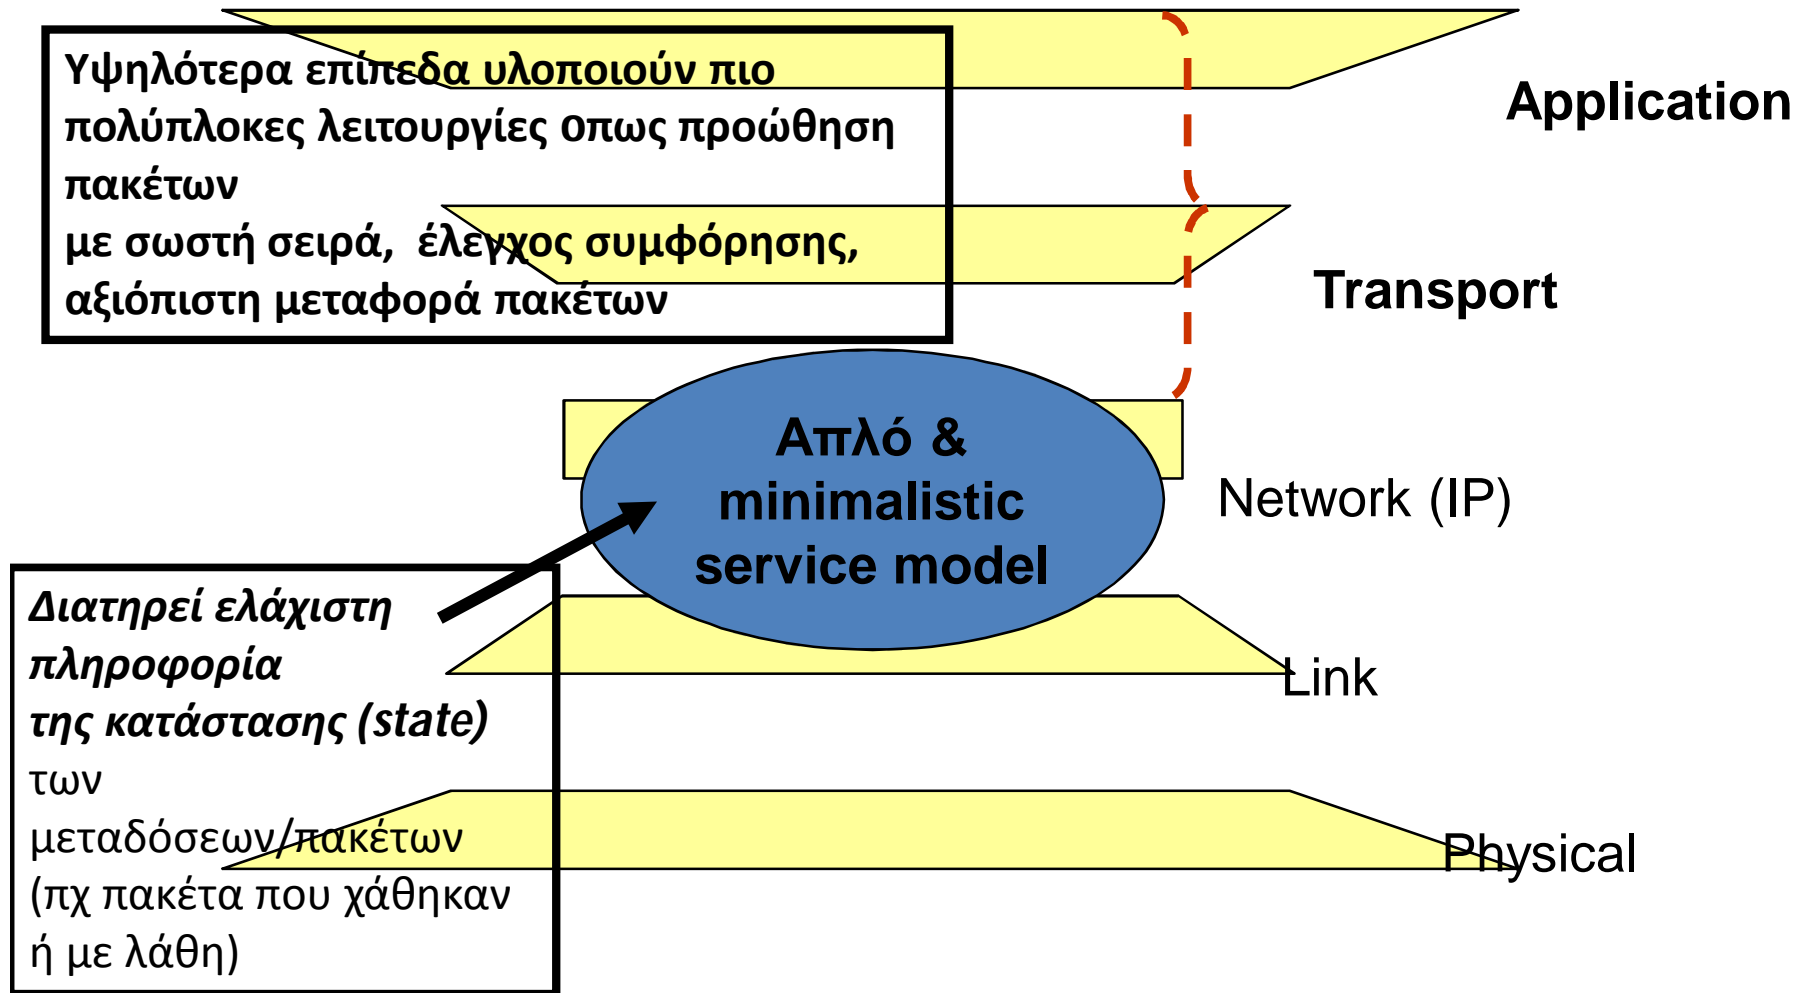 Υψηλότερα επίπεδα υλοποιούν πιο
πολύπλοκες λειτουργίες 0πως προώθηση
πακέτων
με σωστή σειρά, έλεγχος συμφόρησης,
αξιόπιστη μεταφορά πακέτων
Application
Transport
Απλό &
minimalistic
service model
Network (IP)
Διατηρεί ελάχιστη
πληροφορία
της κατάστασης (state)
των
μεταδόσεων/πακέτων
(πχ πακέτα που χάθηκαν
ή με λάθη)
Link
Physical